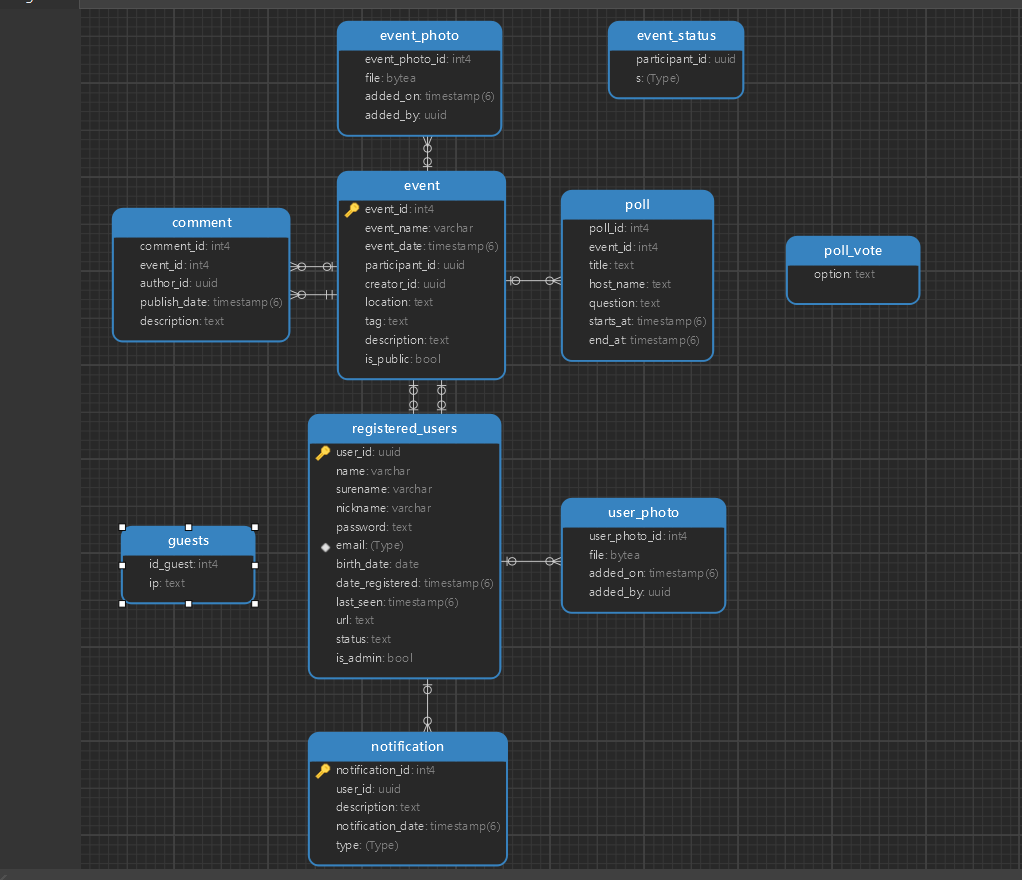 event_photo
event_photo_id: int4
file: bytea
added_on: timestamp(6)
added_by: uuid
event_status
participant_id: uuid
s: (Type)
event
event_id: int4
event_name: varchar
event_date: timestamp(6)
participant_id: uuid
creator_id: uuid
location: text
tag: text
description: text
is_public: bool
comment
comment_id: int4
event_id: int4
author_id: uuid
publish_date: timestamp(6)
description: text
poll
poll_id: int4
event_id: int4
title: text
host_name: text
question: text
starts_at: timestamp(6)
end_at: timestamp(6)
poll_vote
option: text
registered_users
user_id: uuid
name: varchar
surename: varchar
nickname: varchar
password: text
email: (Type)
birth_date: date
date_registered: timestamp(6)
last_seen: timestamp(6)
url: text
status: text
is_admin: bool
guests
id_guest: int4
ip: text
user_photo
user_photo_id: int4
file: bytea
added_on: timestamp(6)
added_by: uuid
notification
notification_id: int4
user_id: uuid
description: text
notification_date: timestamp(6)
type: (Type)